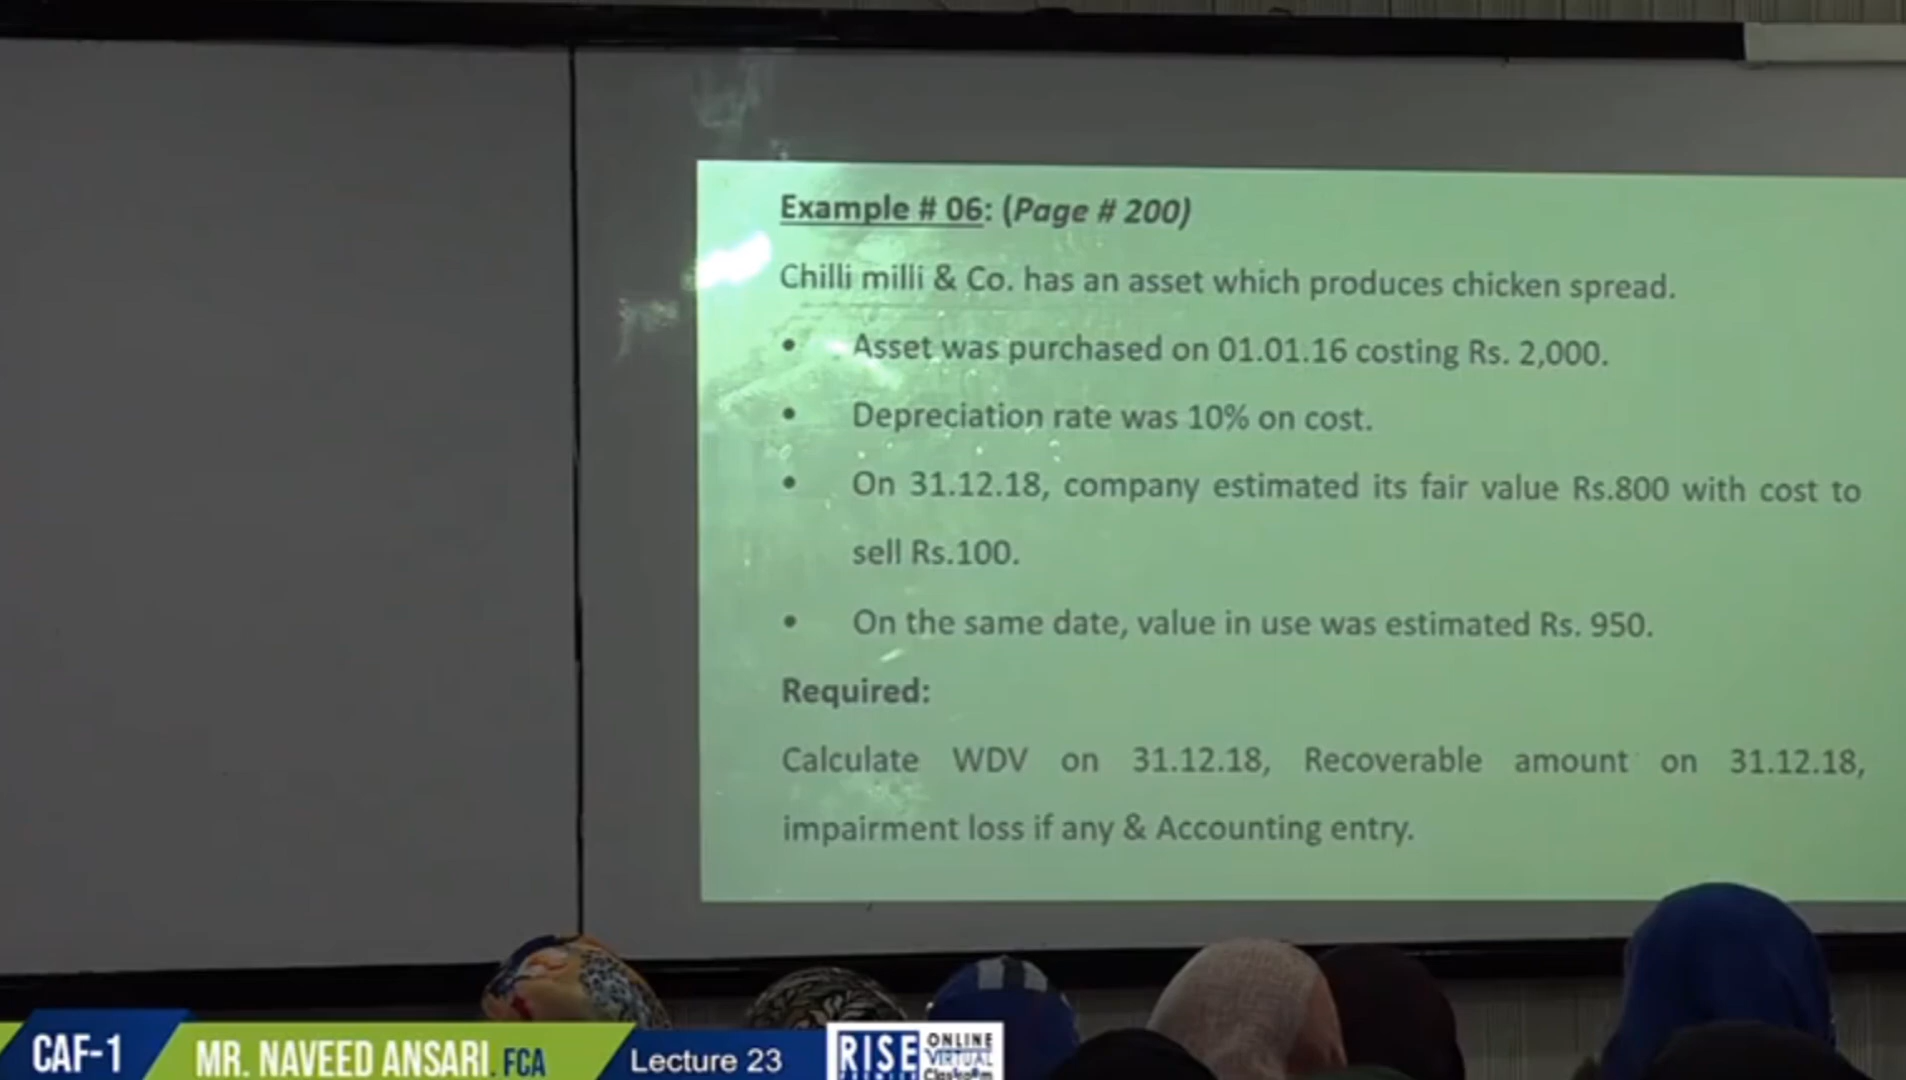 Example # 06: (Page # 200)
Chilli milli & Co. has an asset which produces chicken spread.
• Asset was purchased on 01.01.16 costing Rs. 2,000.
• Depreciation rate was 10% on cost.
• On 31.12.18, company estimated its fair value Rs.800 with cost to
sell Rs.100.
• On the same date, value in use was estimated Rs. 950.
Required:
Calculate WDV on 31.12.18, Recoverable amount on 31.12.18,
impairment loss if any & Accounting entry.
CAF-1
MR. NAVEED ANSARI. FCA
Lecture 23
RISE
PREMIER
ONLINE
VIRTUAL
Classroom